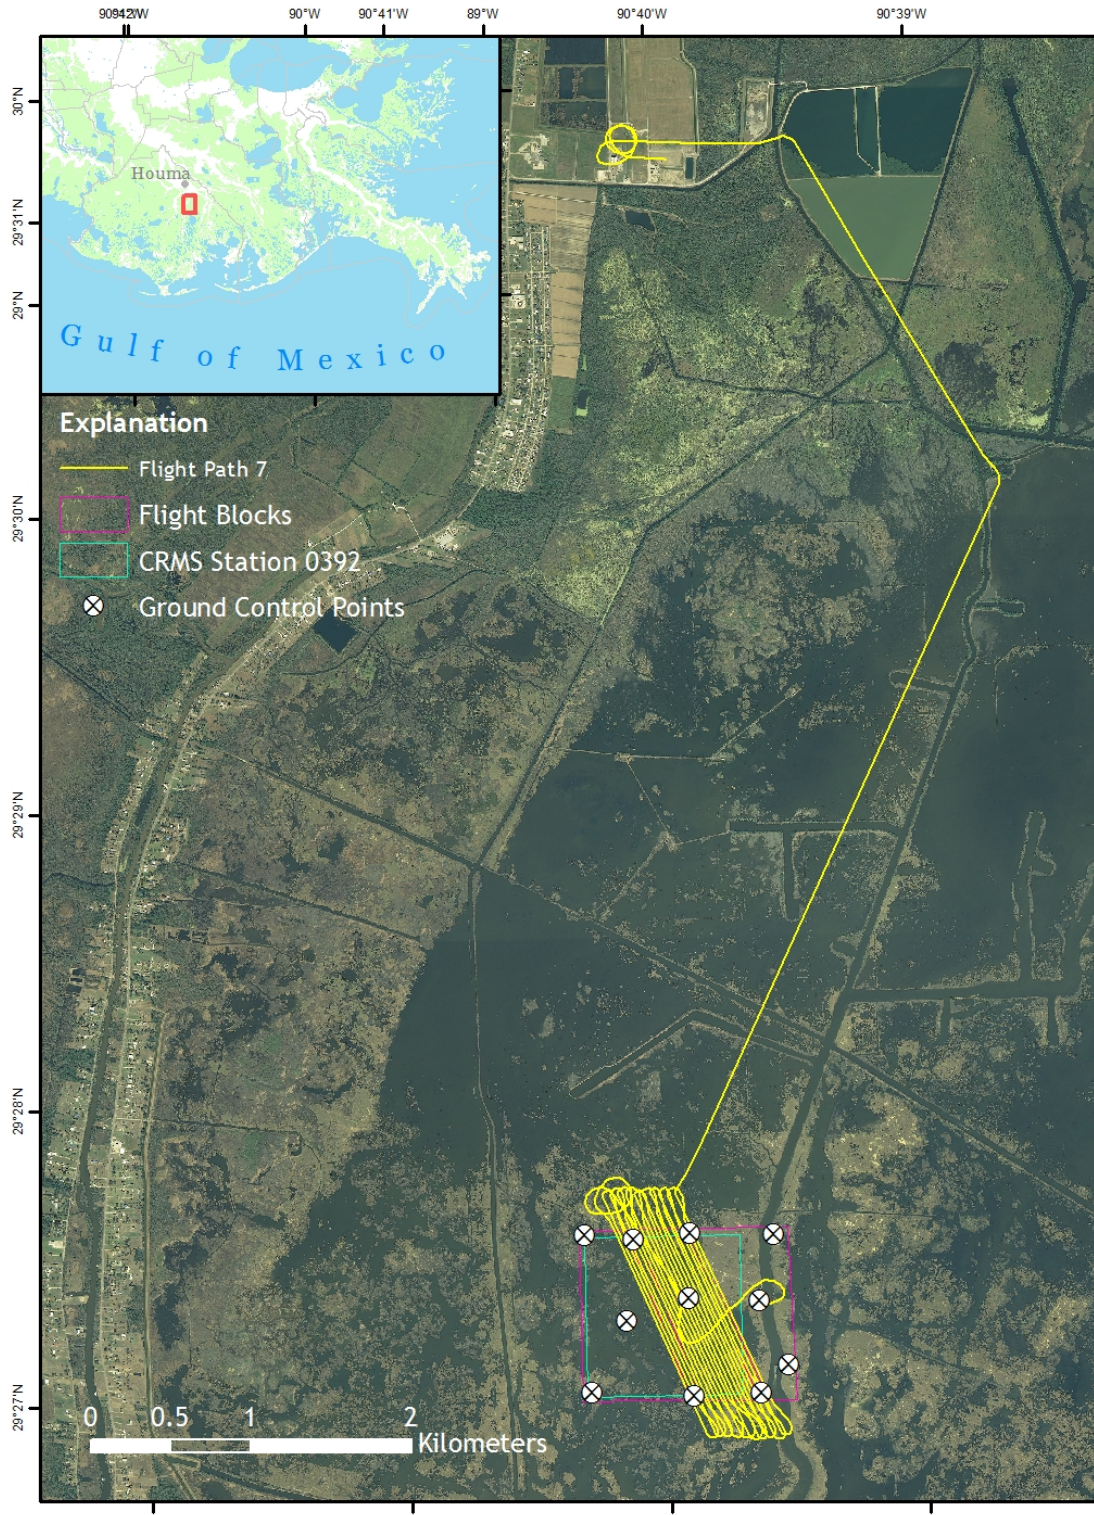 90°W
90°41'W
89°W
90°40'W
90°39'W
30°N
29°31'N
29°N
29°30'N
29°29'N
29°28'N
29°27'N
Houma
Gulf of Mexico
Explanation
Flight Path 7
Flight Blocks
CRMS Station 0392
Ground Control Points
0 0.5 1 2
Kilometers